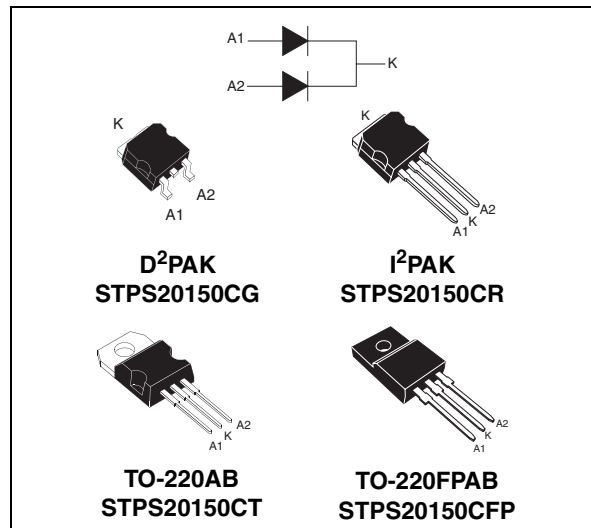 A1
K
A2
K
A2
A1
K
A2
K
A1
D²PAK
STPS20150CG
I²PAK
STPS20150CR
A2
K
A1
A2
K
A1
TO-220AB
STPS20150CT
TO-220FPAB
STPS20150CFP